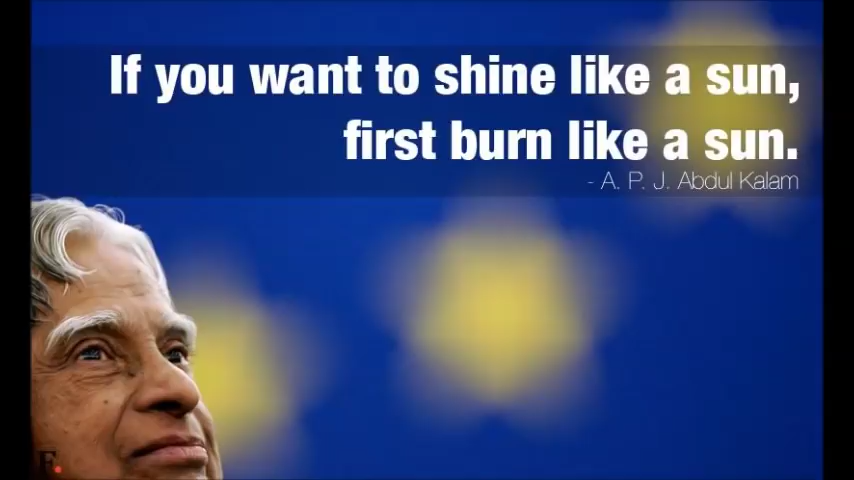 If you want to shine like a sun,
first burn like a sun.
- A. P. J. Abdul Kalam
F.